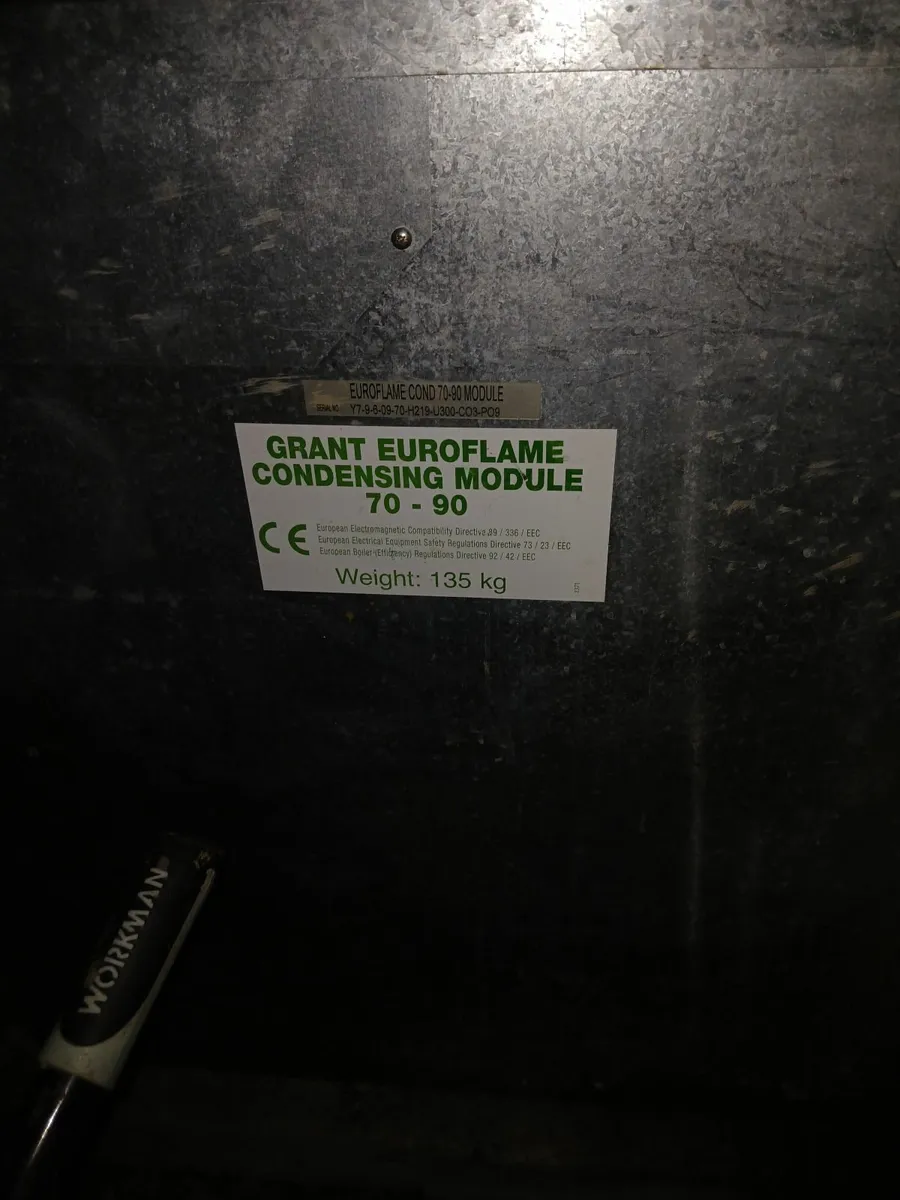 EUROFLAME COND 70-90 MODULE
SERIAL NO. Y7-9-6-09-70-H219-U300-CO3-PO9
GRANT EUROFLAME
CONDENSING MODULE
70 - 90
CE
European Electromagnetic Compatibility Directive 89 / 336 / EEC
European Electrical Equipment Safety Regulations Directive 73 / 23 / EEC
European Boiler (Efficiency) Regulations Directive 92 / 42 / EEC
Weight: 135 kg
WORKMAN